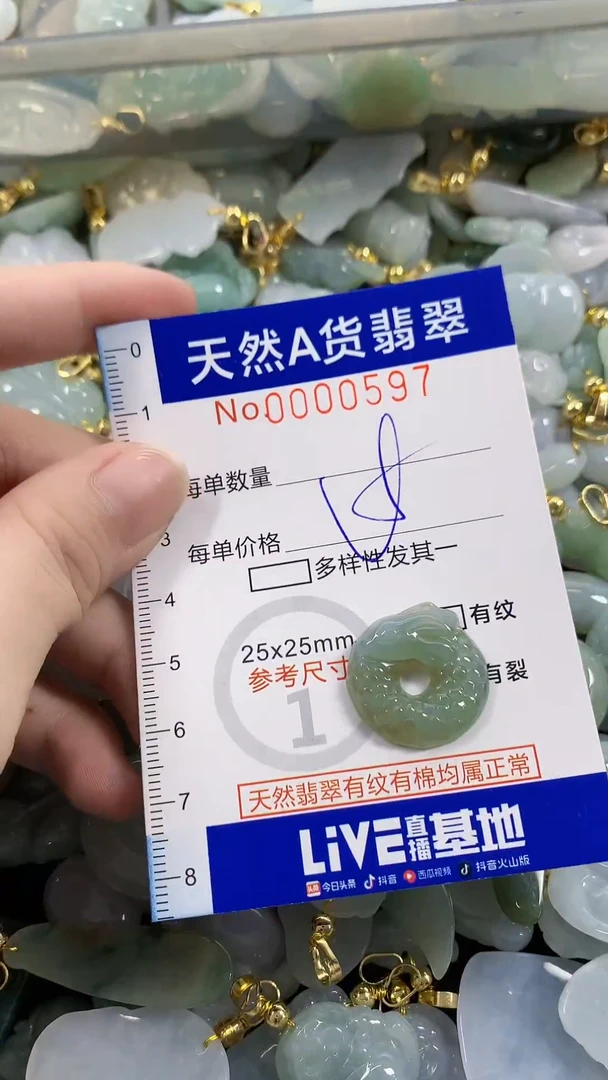 天然A货翡翠
No0000597
0
1
每单数量
3
每单价格
多样性发其一
4
有纹
25x25mm
5
参考尺寸
有裂
1
6
天然翡翠有纹有棉均属正常
7
LiVE直播基地
8
头条 今日头条 抖音 西瓜视频 抖音火山版